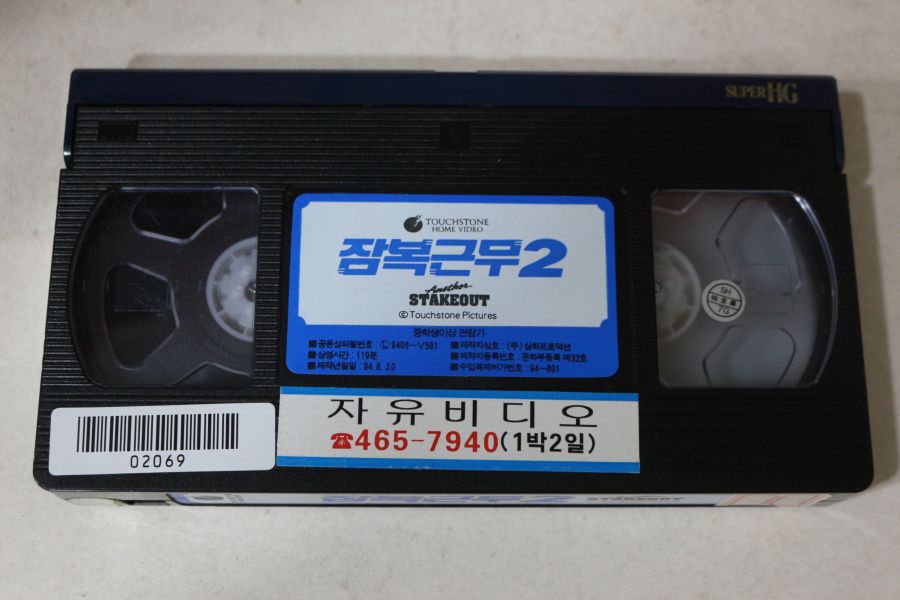 SUPER HG
TOUCHSTONE
HOME VIDEO
잠복근무2
Another
STAKEOUT
© Touchstone Pictures
중학생이상 관람가
■ 공윤심의필번호 : Ⓛ 9406-V581 ■ 제작자상호 : (주) 삼화프로덕션
■ 상영시간 : 119분 ■ 제작자등록번호 : 문화부등록 제32호
■ 제작년월일 : 94. 6. 30 ■ 수입복제허가번호 : 94-801
SH
7G
자유비디오
☎465-7940(1박2일)
02069
잠복근무2
STAKEOUT